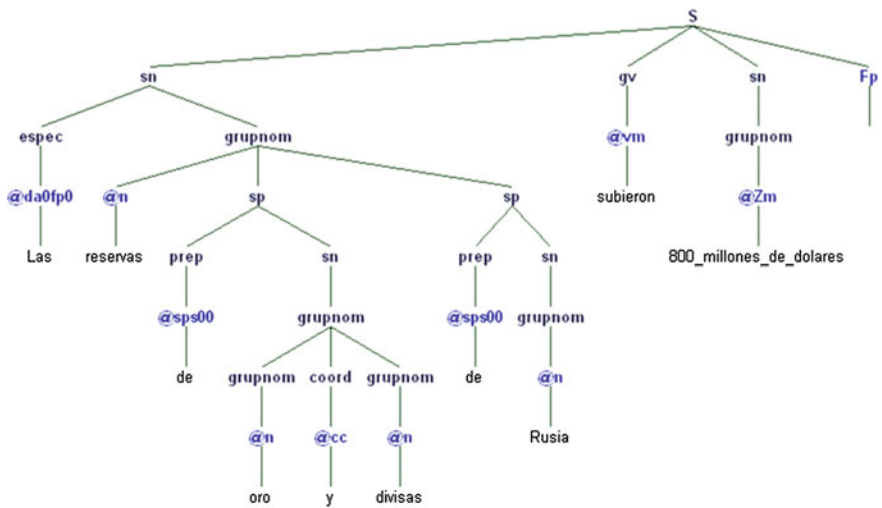 S
sn gv sn Fp
espec grupnom @vm grupnom
@da0fp0 @n sp sp subieron @Zm
Las reservas prep sn prep sn 800_millones_de_dolares
@sps00 grupnom @sps00 grupnom
de grupnom coord grupnom de @n
@n @cc @n Rusia
oro y divisas